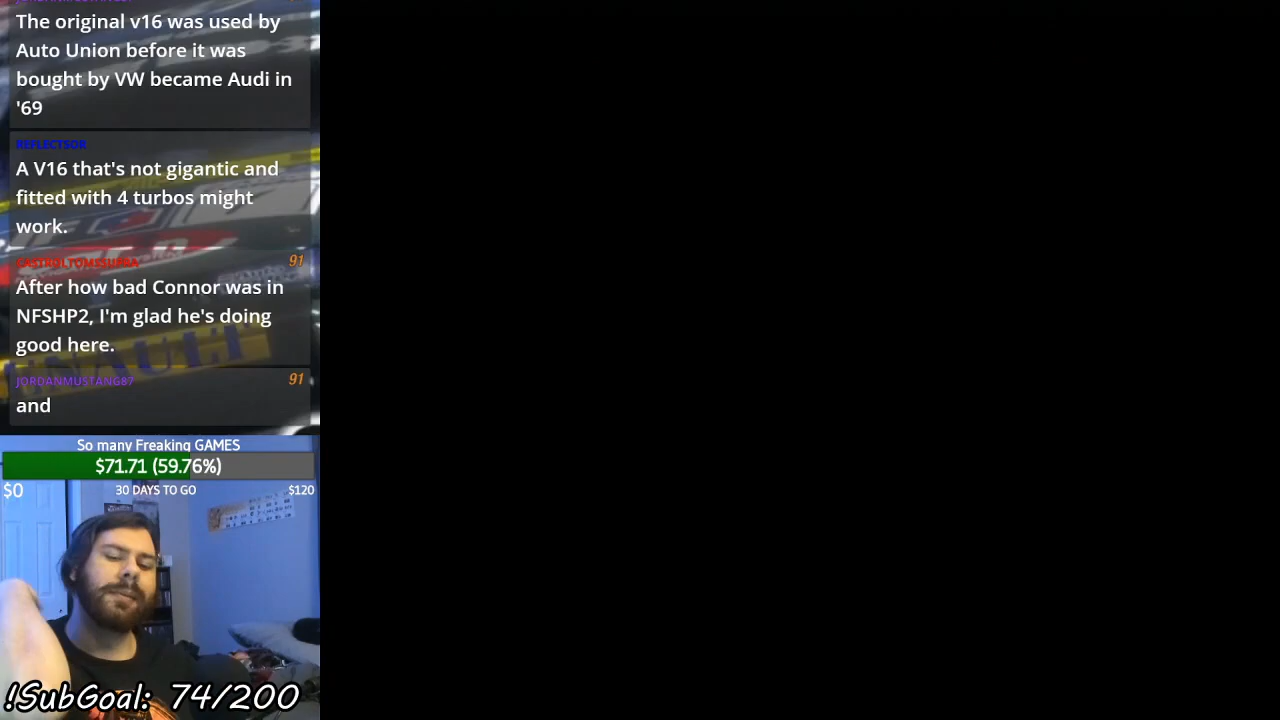 The original v16 was used by
Auto Union before it was
bought by VW became Audi in
'69
REFLECTSOR
A V16 that's not gigantic and
fitted with 4 turbos might
work.
CASTROLTOMSSUPRA 91
After how bad Connor was in
NFSHP2, I'm glad he's doing
good here.
JORDANMUSTANG87 91
and
So many Freaking GAMES
$71.71 (59.76%)
$0 30 DAYS TO GO $120
!SubGoal: 74/200